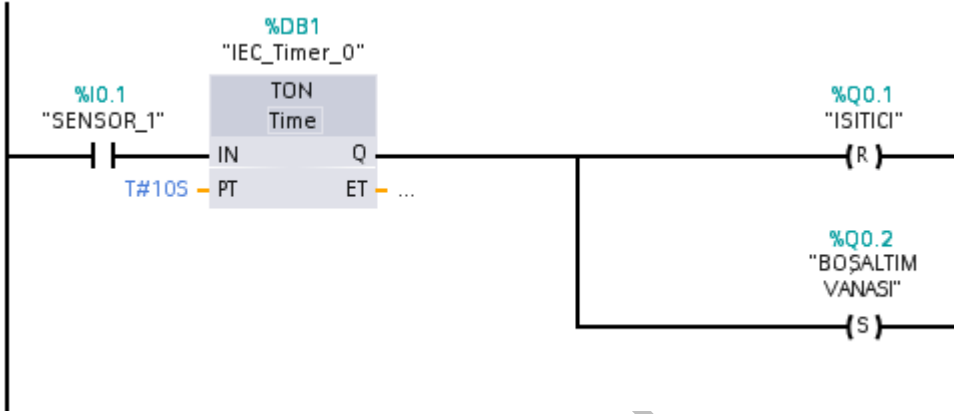 %DB1
"IEC_Timer_0"
%I0.1
"SENSOR_1"
TON
Time
IN
Q
T#10S
PT
ET
...
%Q0.1
"ISITICI"
R
%Q0.2
"BOŞALTIM
VANASI"
S